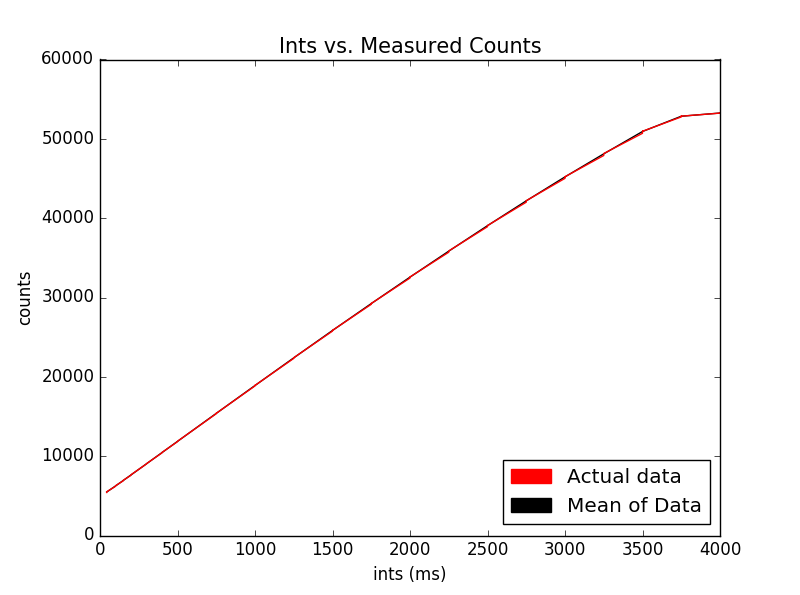 Ints vs. Measured Counts
60000
50000
40000
30000
20000
10000
0
counts
Actual data
Mean of Data
0 500 1000 1500 2000 2500 3000 3500 4000
ints (ms)